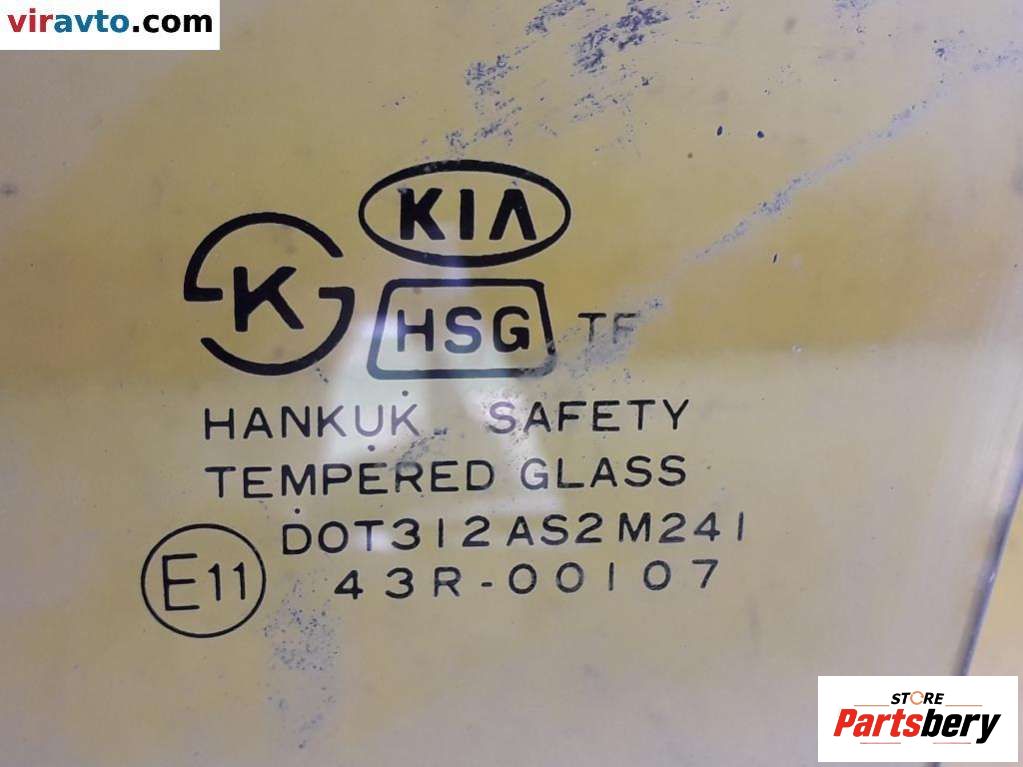 viravto.com
KIA
K
HSG TF
HANKUK SAFETY
TEMPERED GLASS
DOT312AS2M241
E11 43R-00107
STORE
Partsbery